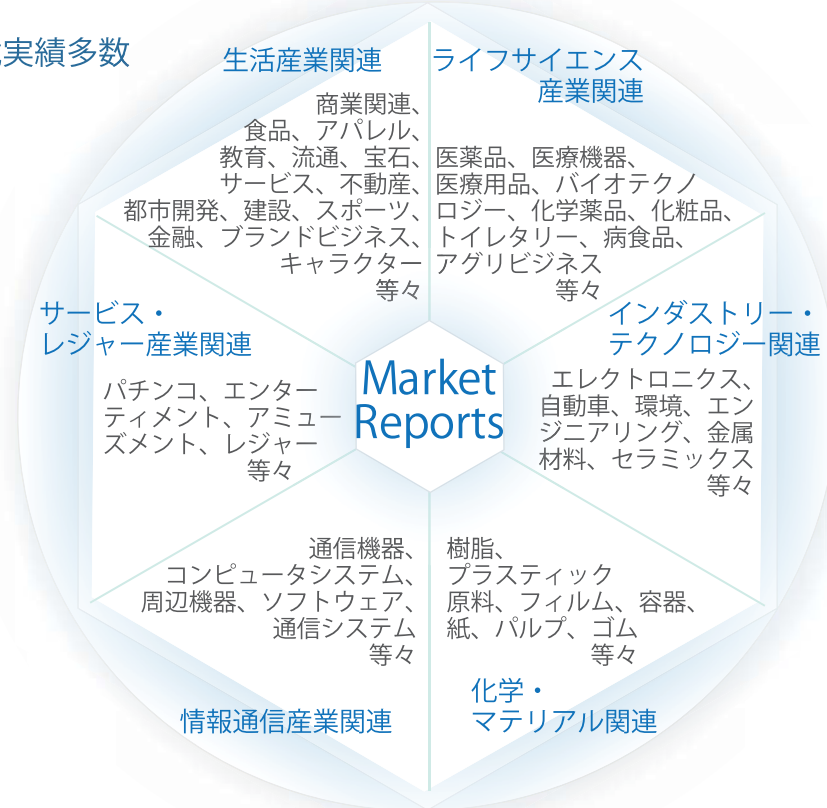 実績多数
生活産業関連
商業関連、
食品、アパレル、
教育、流通、宝石、
サービス、不動産、
都市開発、建設、スポーツ、
金融、ブランドビジネス、
キャラクター
等々
ライフサイエンス
産業関連
医薬品、医療機器、
医療用品、バイオテクノ
ロジー、化学薬品、化粧品、
トイレタリー、病食品、
アグリビジネス
等々
サービス・
レジャー産業関連
パチンコ、エンター
ティメント、アミュー
ズメント、レジャー
等々
Market
Reports
インダストリー・
テクノロジー関連
エレクトロニクス、
自動車、環境、エン
ジニアリング、金属
材料、セラミックス
等々
通信機器、
コンピュータシステム、
周辺機器、ソフトウェア、
通信システム
等々
情報通信産業関連
樹脂、
プラスティック
原料、フィルム、容器、
紙、パルプ、ゴム
等々
化学・
マテリアル関連